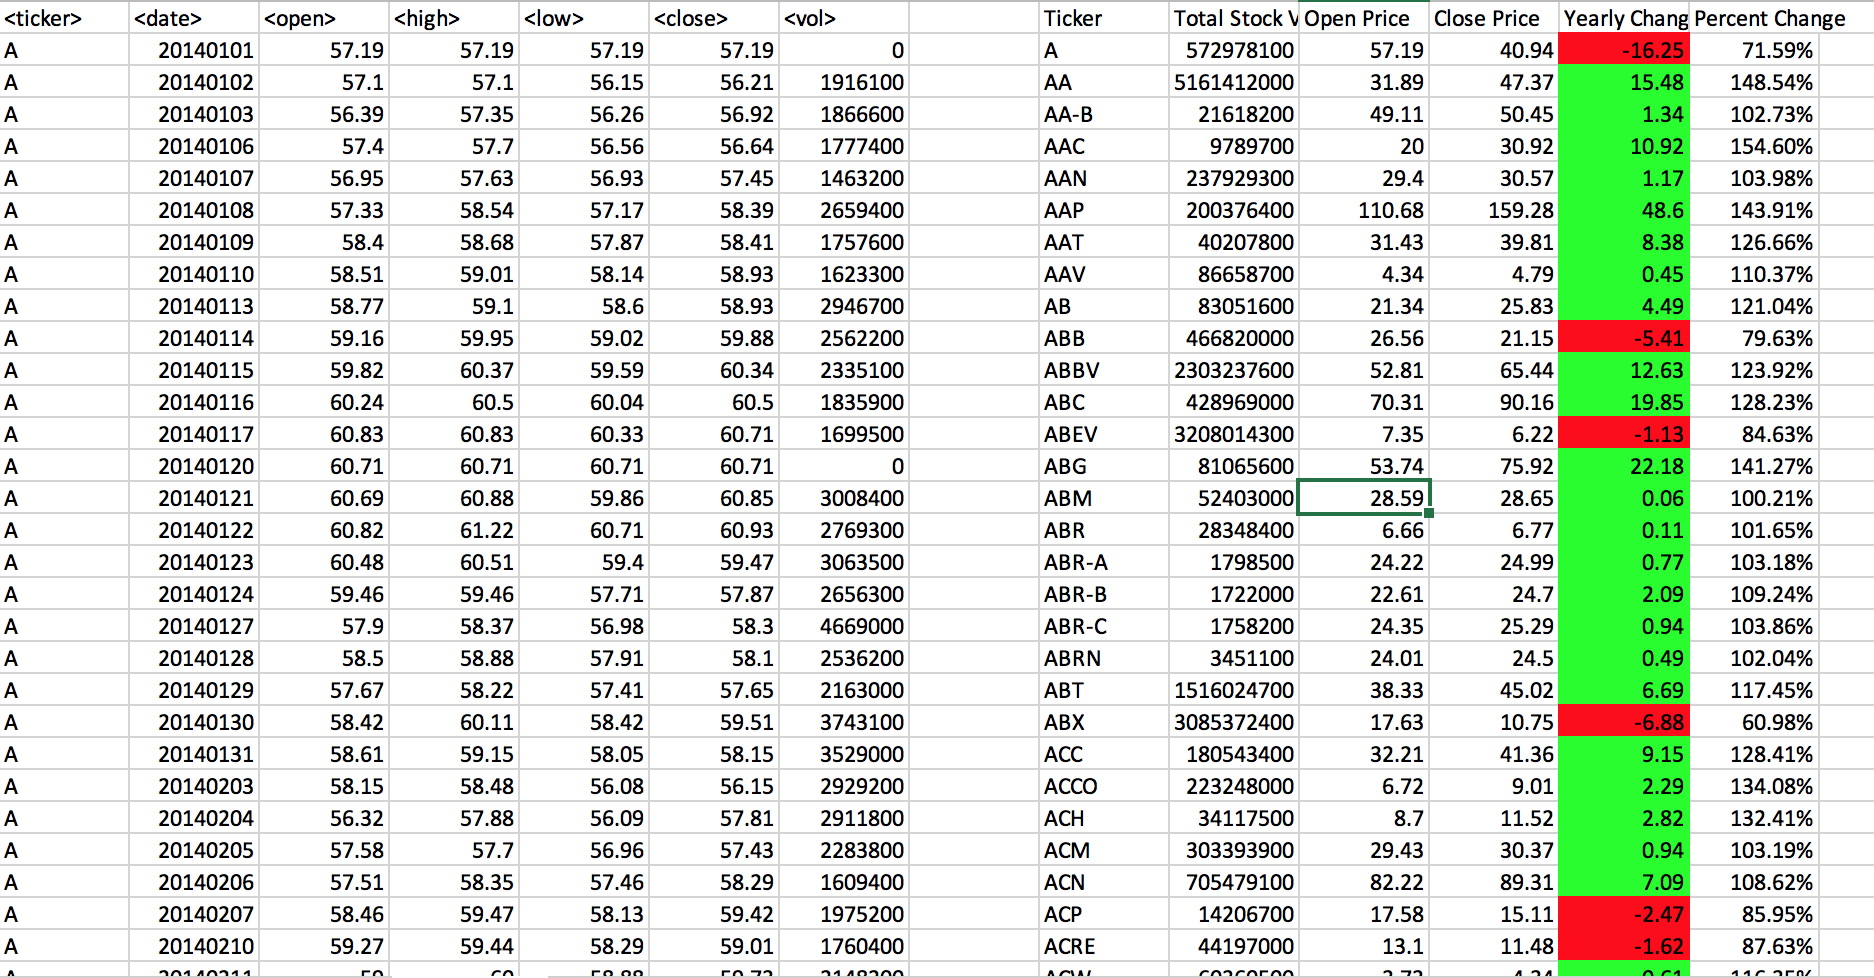 <ticker> <date> <open> <high> <low> <close> <vol> Ticker Total Stock V Open Price Close Price Yearly Chang Percent Change
A 20140101 57.19 57.19 57.19 57.19 0 A 572978100 57.19 40.94 -16.25 71.59%
A 20140102 57.1 57.1 56.15 56.21 1916100 AA 5161412000 31.89 47.37 15.48 148.54%
A 20140103 56.39 57.35 56.26 56.92 1866600 AA-B 21618200 49.11 50.45 1.34 102.73%
A 20140106 57.4 57.7 56.56 56.64 1777400 AAC 9789700 20 30.92 10.92 154.60%
A 20140107 56.95 57.63 56.93 57.45 1463200 AAN 237929300 29.4 30.57 1.17 103.98%
A 20140108 57.33 58.54 57.17 58.39 2659400 AAP 200376400 110.68 159.28 48.6 143.91%
A 20140109 58.4 58.68 57.87 58.41 1757600 AAT 40207800 31.43 39.81 8.38 126.66%
A 20140110 58.51 59.01 58.14 58.93 1623300 AAV 86658700 4.34 4.79 0.45 110.37%
A 20140113 58.77 59.1 58.6 58.93 2946700 AB 83051600 21.34 25.83 4.49 121.04%
A 20140114 59.16 59.95 59.02 59.88 2562200 ABB 466820000 26.56 21.15 -5.41 79.63%
A 20140115 59.82 60.37 59.59 60.34 2335100 ABBV 2303237600 52.81 65.44 12.63 123.92%
A 20140116 60.24 60.5 60.04 60.5 1835900 ABC 428969000 70.31 90.16 19.85 128.23%
A 20140117 60.83 60.83 60.33 60.71 1699500 ABEV 3208014300 7.35 6.22 -1.13 84.63%
A 20140120 60.71 60.71 60.71 60.71 0 ABG 81065600 53.74 75.92 22.18 141.27%
A 20140121 60.69 60.88 59.86 60.85 3008400 ABM 52403000 28.59 28.65 0.06 100.21%
A 20140122 60.82 61.22 60.71 60.93 2769300 ABR 28348400 6.66 6.77 0.11 101.65%
A 20140123 60.48 60.51 59.4 59.47 3063500 ABR-A 1798500 24.22 24.99 0.77 103.18%
A 20140124 59.46 59.46 57.71 57.87 2656300 ABR-B 1722000 22.61 24.7 2.09 109.24%
A 20140127 57.9 58.37 56.98 58.3 4669000 ABR-C 1758200 24.35 25.29 0.94 103.86%
A 20140128 58.5 58.88 57.91 58.1 2536200 ABRN 3451100 24.01 24.5 0.49 102.04%
A 20140129 57.67 58.22 57.41 57.65 2163000 ABT 1516024700 38.33 45.02 6.69 117.45%
A 20140130 58.42 60.11 58.42 59.51 3743100 ABX 3085372400 17.63 10.75 -6.88 60.98%
A 20140131 58.61 59.15 58.05 58.15 3529000 ACC 180543400 32.21 41.36 9.15 128.41%
A 20140203 58.15 58.48 56.08 56.15 2929200 ACCO 223248000 6.72 9.01 2.29 134.08%
A 20140204 56.32 57.88 56.09 57.81 2911800 ACH 34117500 8.7 11.52 2.82 132.41%
A 20140205 57.58 57.7 56.96 57.43 2283800 ACM 303393900 29.43 30.37 0.94 103.19%
A 20140206 57.51 58.35 57.46 58.29 1609400 ACN 705479100 82.22 89.31 7.09 108.62%
A 20140207 58.46 59.47 58.13 59.42 1975200 ACP 14206700 17.58 15.11 -2.47 85.95%
A 20140210 59.27 59.44 58.29 59.01 1760400 ACRE 44197000 13.1 11.48 -1.62 87.63%